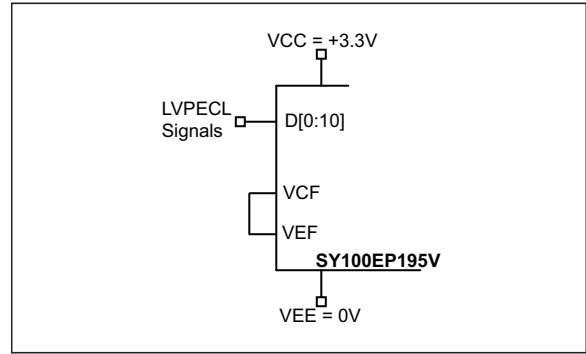 VCC = +3.3V
LVPECL
Signals
D[0:10]
VCF
VEF
SY100EP195V
VEE = 0V